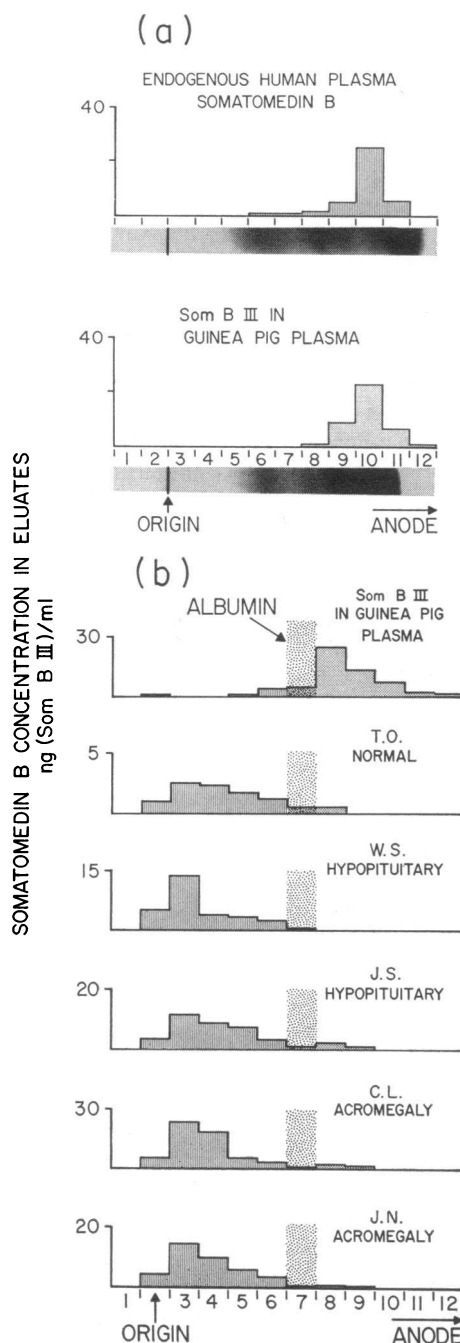 (a)
ENDOGENOUS HUMAN PLASMA
SOMATOMEDIN B
40
Som B III IN
GUINEA PIG PLASMA
40
1 2 3 4 5 6 7 8 9 10 11 12
ORIGIN
ANODE
SOMATOMEDIN B CONCENTRATION IN ELUATES
ng (Som B III)/ml
(b)
ALBUMIN
Som B III
IN GUINEA PIG
PLASMA
30
T.O.
NORMAL
5
W.S.
HYPOPITUITARY
15
J.S.
HYPOPITUITARY
20
C.L.
ACROMEGALY
30
J.N.
ACROMEGALY
20
1 3 4 5 6 7 8 9 10 11 12
ORIGIN
ANODE